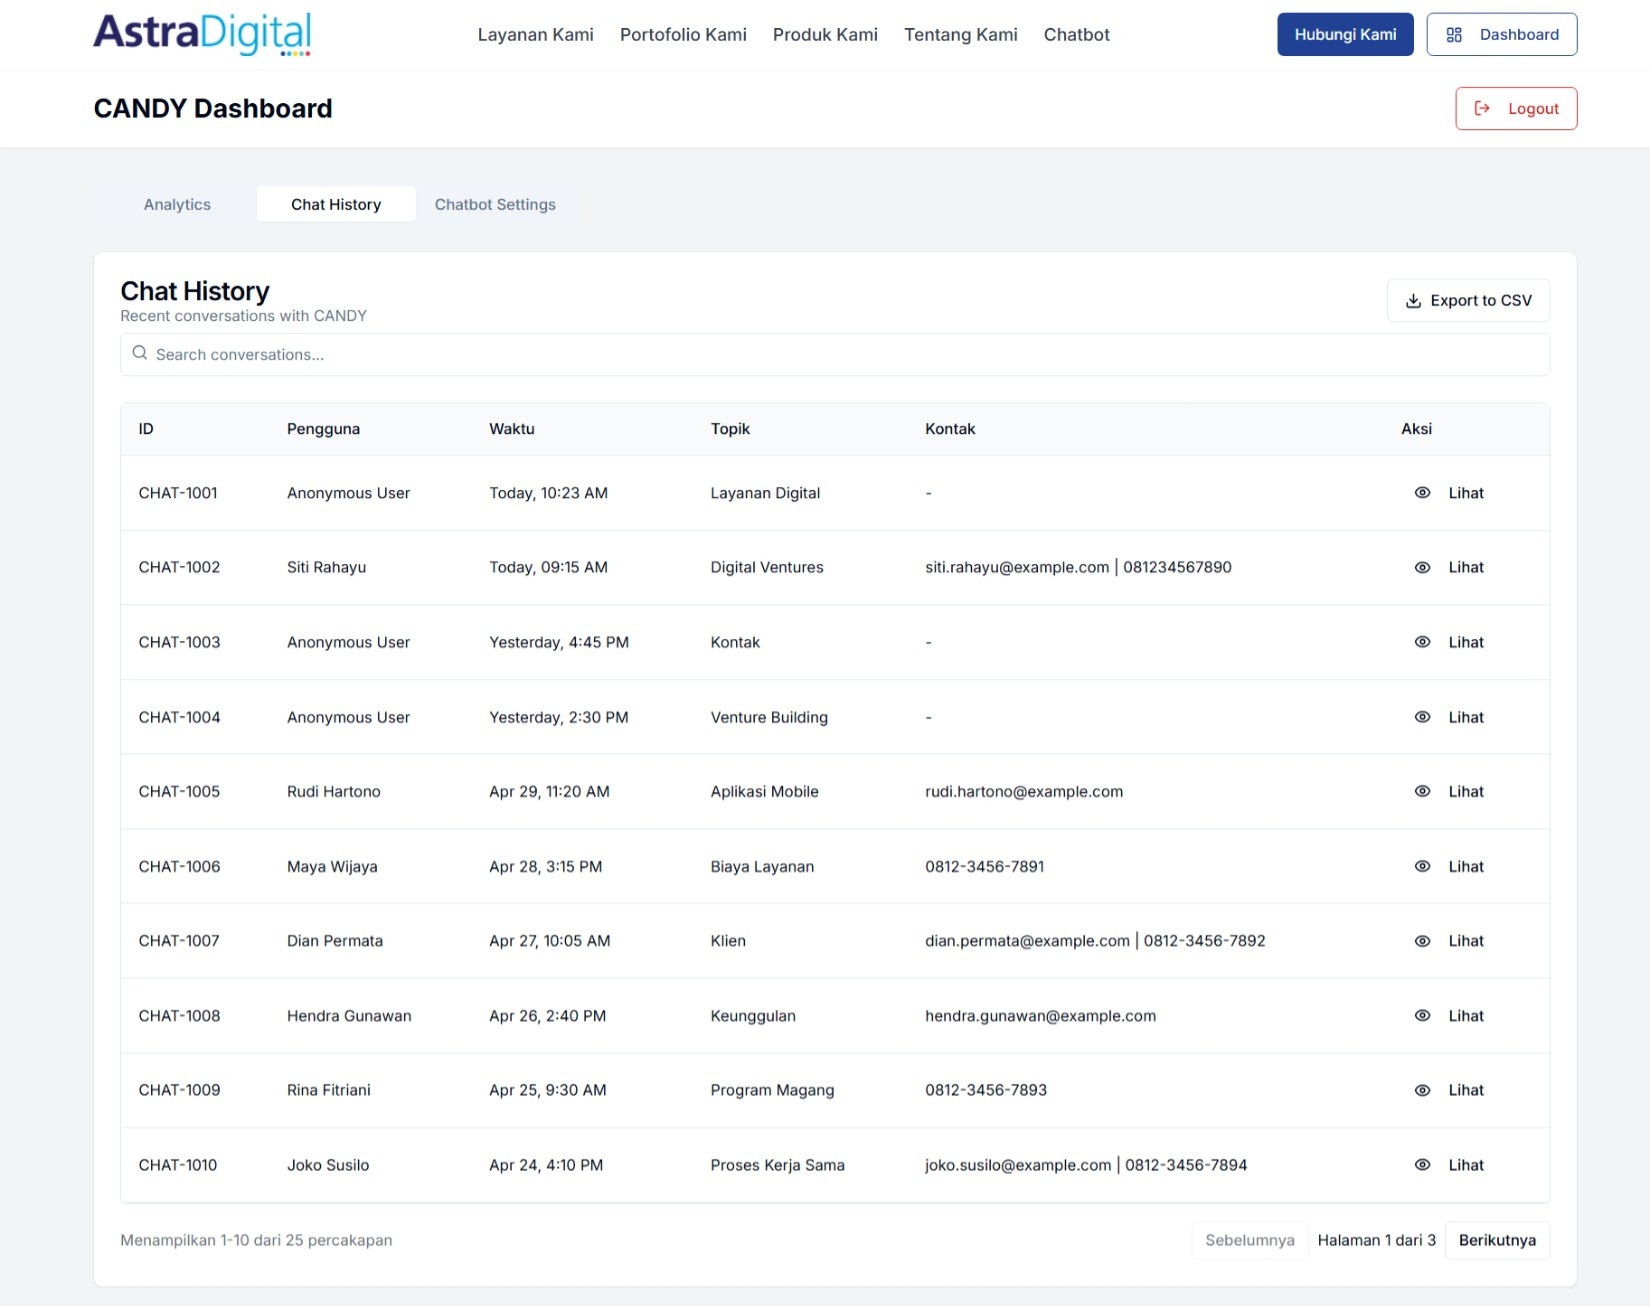 AstraDigital
Layanan Kami Portofolio Kami Produk Kami Tentang Kami Chatbot Hubungi Kami Dashboard
CANDY Dashboard Logout
Analytics Chat History Chatbot Settings
Chat History
Recent conversations with CANDY
Export to CSV
Search conversations...
ID Pengguna Waktu Topik Kontak Aksi
CHAT-1001 Anonymous User Today, 10:23 AM Layanan Digital - Lihat
CHAT-1002 Siti Rahayu Today, 09:15 AM Digital Ventures siti.rahayu@example.com | 081234567890 Lihat
CHAT-1003 Anonymous User Yesterday, 4:45 PM Kontak - Lihat
CHAT-1004 Anonymous User Yesterday, 2:30 PM Venture Building - Lihat
CHAT-1005 Rudi Hartono Apr 29, 11:20 AM Aplikasi Mobile rudi.hartono@example.com Lihat
CHAT-1006 Maya Wijaya Apr 28, 3:15 PM Biaya Layanan 0812-3456-7891 Lihat
CHAT-1007 Dian Permata Apr 27, 10:05 AM Klien dian.permata@example.com | 0812-3456-7892 Lihat
CHAT-1008 Hendra Gunawan Apr 26, 2:40 PM Keunggulan hendra.gunawan@example.com Lihat
CHAT-1009 Rina Fitriani Apr 25, 9:30 AM Program Magang 0812-3456-7893 Lihat
CHAT-1010 Joko Susilo Apr 24, 4:10 PM Proses Kerja Sama joko.susilo@example.com | 0812-3456-7894 Lihat
Menampilkan 1-10 dari 25 percakapan Sebelumnya Halaman 1 dari 3 Berikutnya